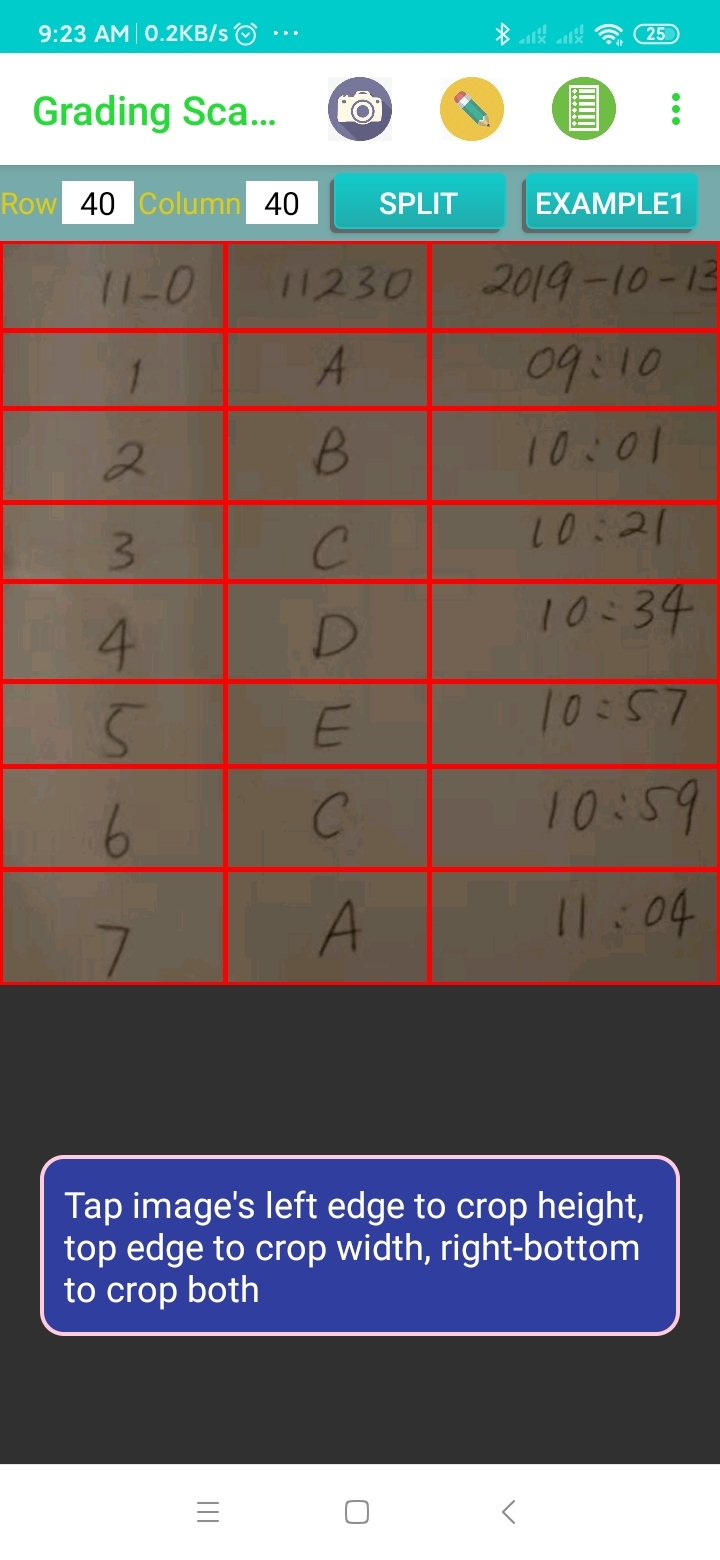 9:23 AM 0.2KB/s ... 25
Grading Sca...
Row 40 Column 40 SPLIT EXAMPLE1
11-0 11230 2019-10-13
1 A 09:10
2 B 10:01
3 C 10:21
4 D 10:34
5 E 10:57
6 C 10:59
7 A 11:04
Tap image's left edge to crop height,
top edge to crop width, right-bottom
to crop both